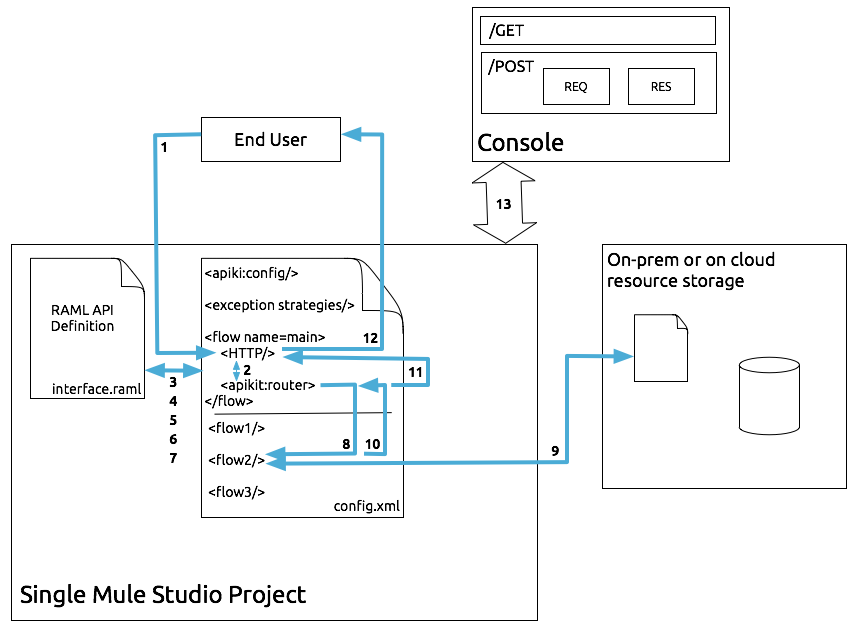 /GET
/POST
REQ
RES
Console
End User
1
12
13
<apiki:config/>
<exception strategies/>
<flow name=main>
<HTTP/>
2
<apikit:router>
</flow>
<flow1/>
<flow2/>
<flow3/>
config.xml
RAML API
Definition
interface.raml
3
4
5
6
7
8
10
11
9
On-prem or on cloud
resource storage
Single Mule Studio Project